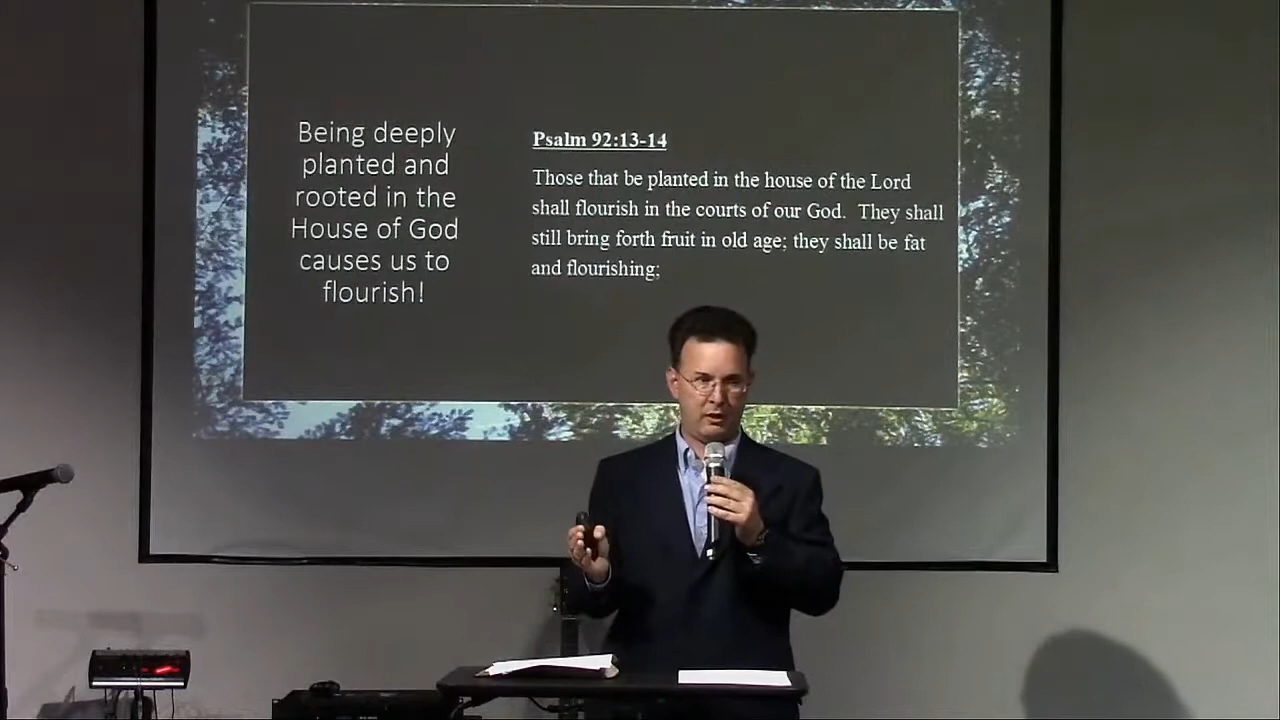 Being deeply
planted and
rooted in the
House of God
causes us to
flourish!
Psalm 92:13-14
Those that be planted in the house of the Lord
shall flourish in the courts of our God. They shall
still bring forth fruit in old age; they shall be fat
and flourishing;